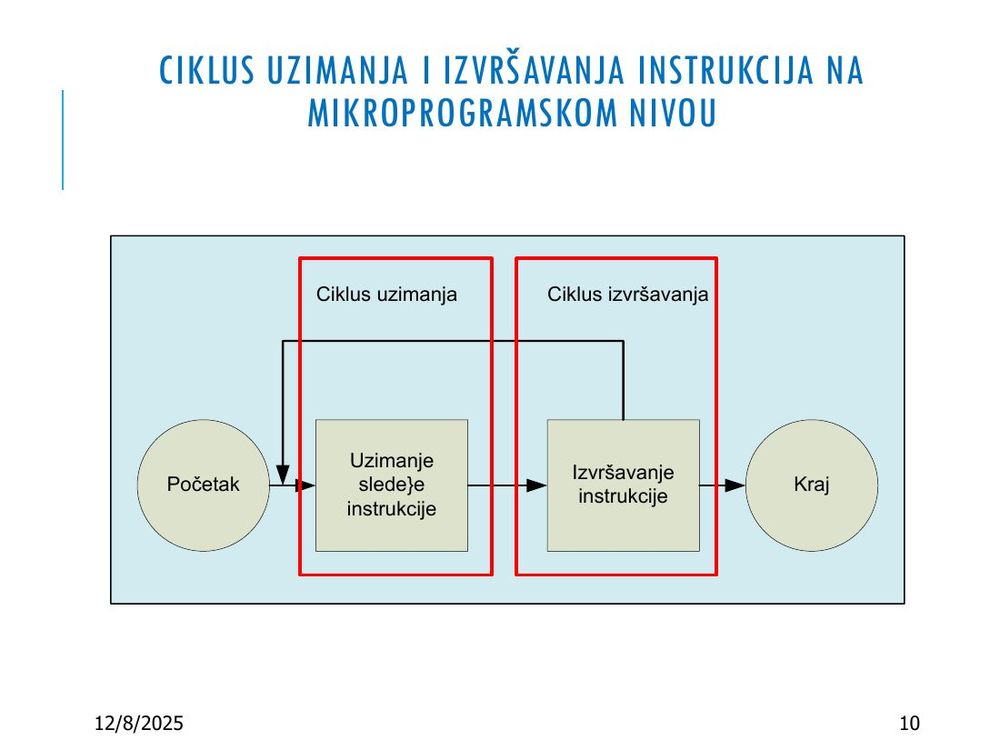 CIKLUS UZIMANJA I IZVRŠAVANJA INSTRUKCIJA NA
MIKROPROGRAMSKOM NIVOU
Ciklus uzimanja
Ciklus izvršavanja
Početak
Uzimanje
slede}e
instrukcije
Izvršavanje
instrukcije
Kraj
12/8/2025
10